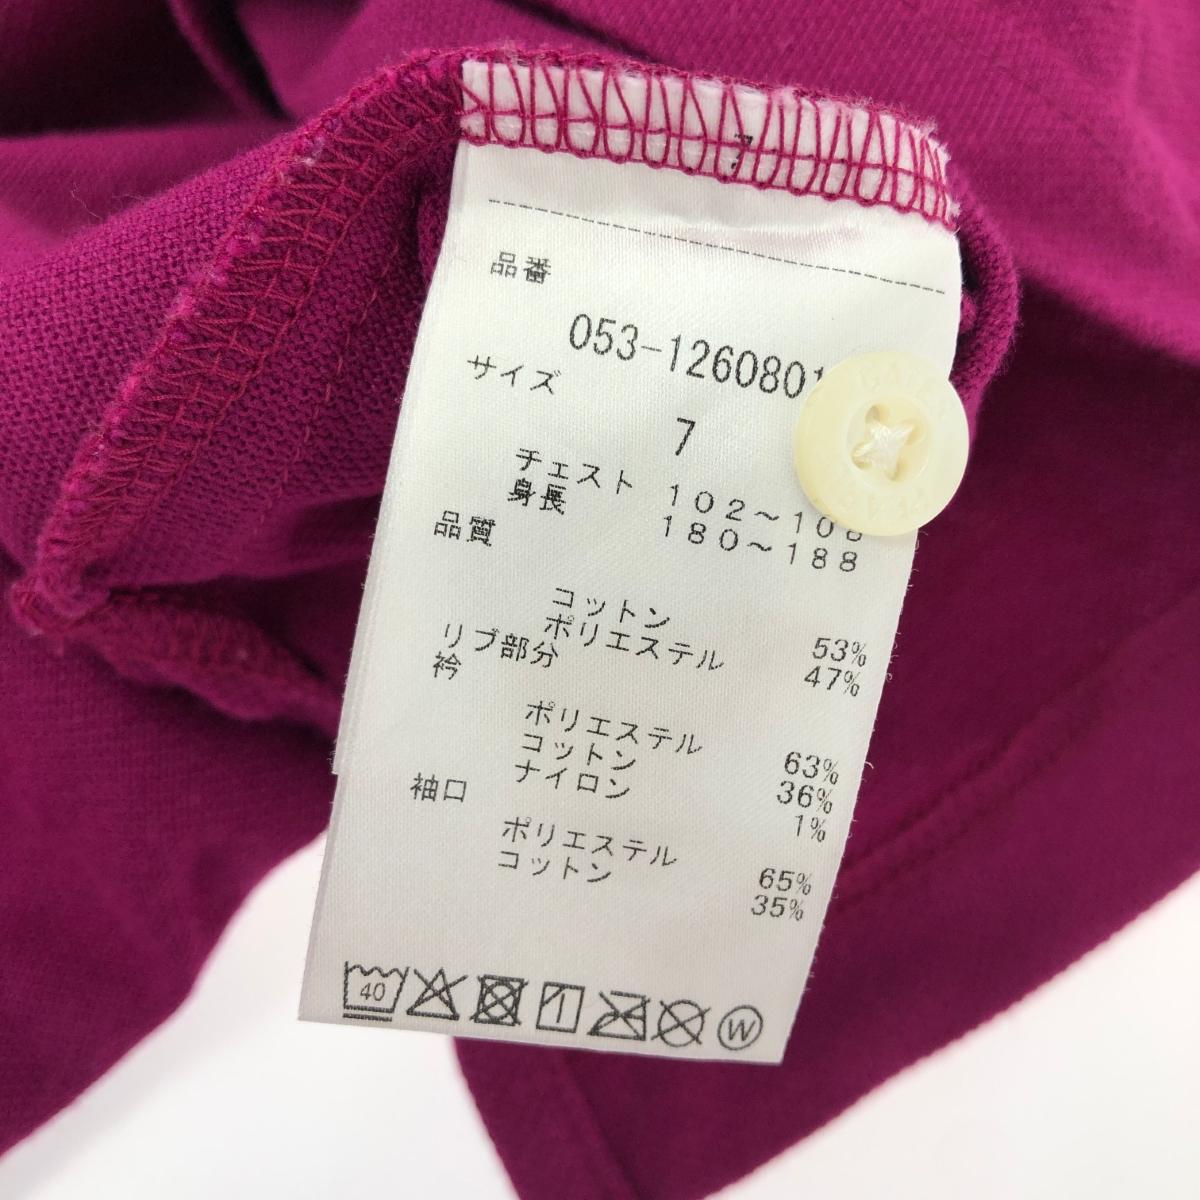 品番
053-1260801
サイズ
7
チェスト 102～108
身長 180～188
品質
コットン 53%
ポリエステル 47%
リブ部分
衿
ポリエステル 63%
コットン 36%
ナイロン 1%
袖口
ポリエステル 65%
コットン 35%
40
W